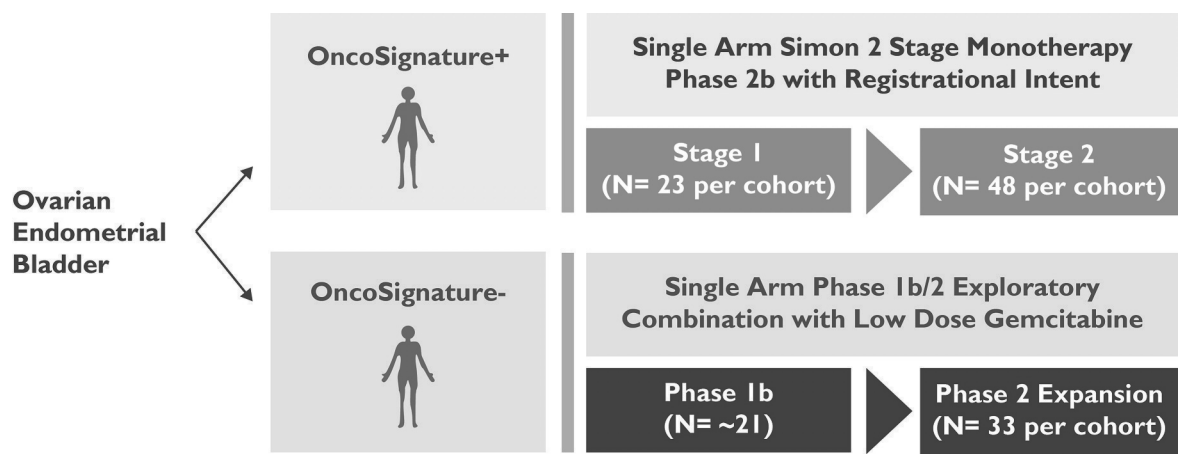 Ovarian
Endometrial
Bladder
OncoSignature+
Single Arm Simon 2 Stage Monotherapy
Phase 2b with Registrational Intent
Stage 1
(N= 23 per cohort)
Stage 2
(N= 48 per cohort)
OncoSignature-
Single Arm Phase 1b/2 Exploratory
Combination with Low Dose Gemcitabine
Phase 1b
(N= ~21)
Phase 2 Expansion
(N= 33 per cohort)